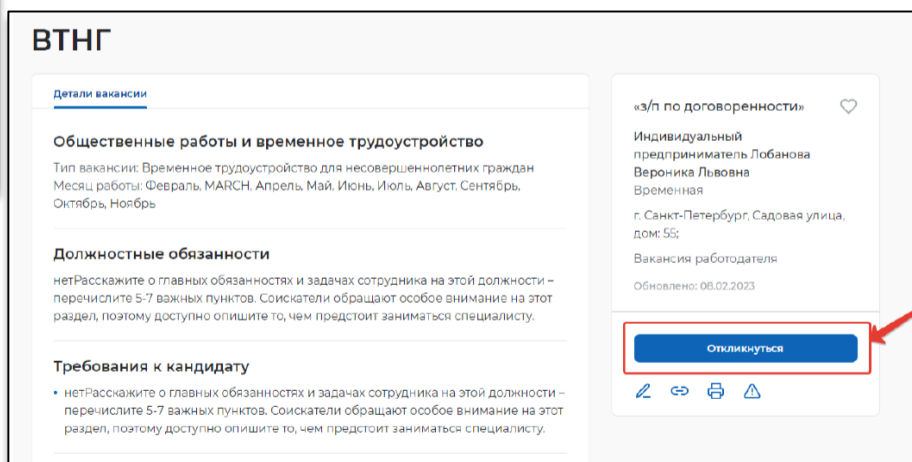 ВТНГ
Детали вакансии
Общественные работы и временное трудоустройство
Тип вакансии: Временное трудоустройство для несовершеннолетних граждан
Месяц работы: Февраль, MARCH, Апрель, Май, Июнь, Июль, Август, Сентябрь,
Октябрь, Ноябрь
Должностные обязанности
нетРасскажите о главных обязанностях и задачах сотрудника на этой должности –
перечислите 5-7 важных пунктов. Соискатели обращают особое внимание на этот
раздел, поэтому доступно опишите то, чем предстоит заниматься специалисту.
Требования к кандидату
• нетРасскажите о главных обязанностях и задачах сотрудника на этой должности –
перечислите 5-7 важных пунктов. Соискатели обращают особое внимание на этот
раздел, поэтому доступно опишите то, чем предстоит заниматься специалисту.
«з/п по договоренности»
Индивидуальный
предприниматель Лобанова
Вероника Львовна
Временная
г. Санкт-Петербург, Садовая улица,
дом: 55;
Вакансия работодателя
Обновлено: 08.02.2023
Откликнуться